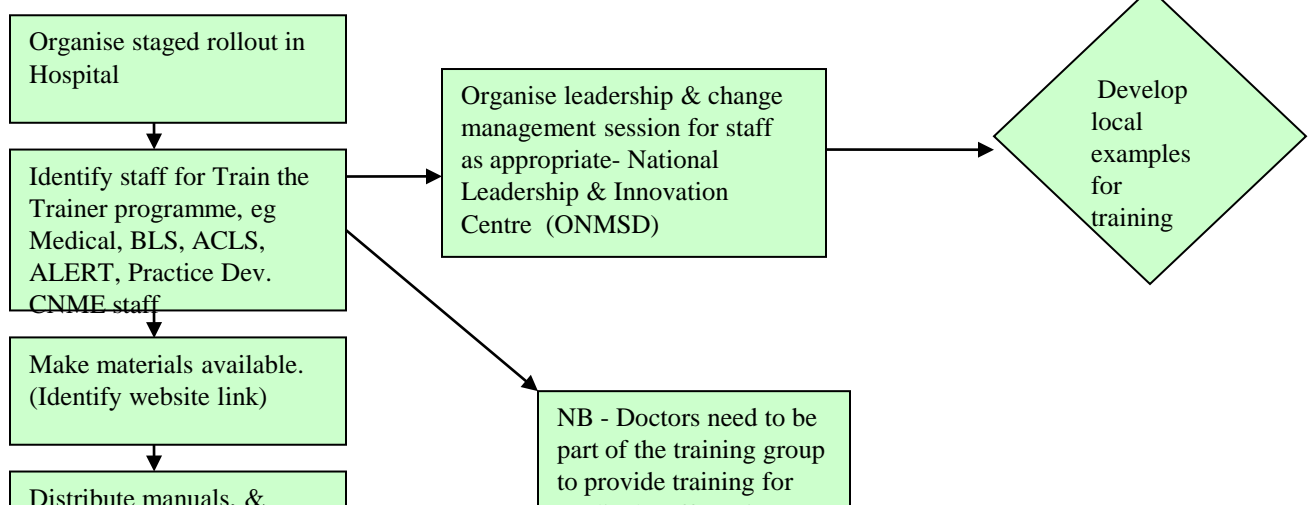 Organise staged rollout in
Hospital
Identify staff for Train the
Trainer programme, eg
Medical, BLS, ACLS,
ALERT, Practice Dev.
CNME staff
Make materials available.
(Identify website link)
Distribute manuals, &
Organise leadership & change
management session for staff
as appropriate- National
Leadership & Innovation
Centre (ONMSD)
NB - Doctors need to be
part of the training group
to provide training for
Develop
local
examples
for
training